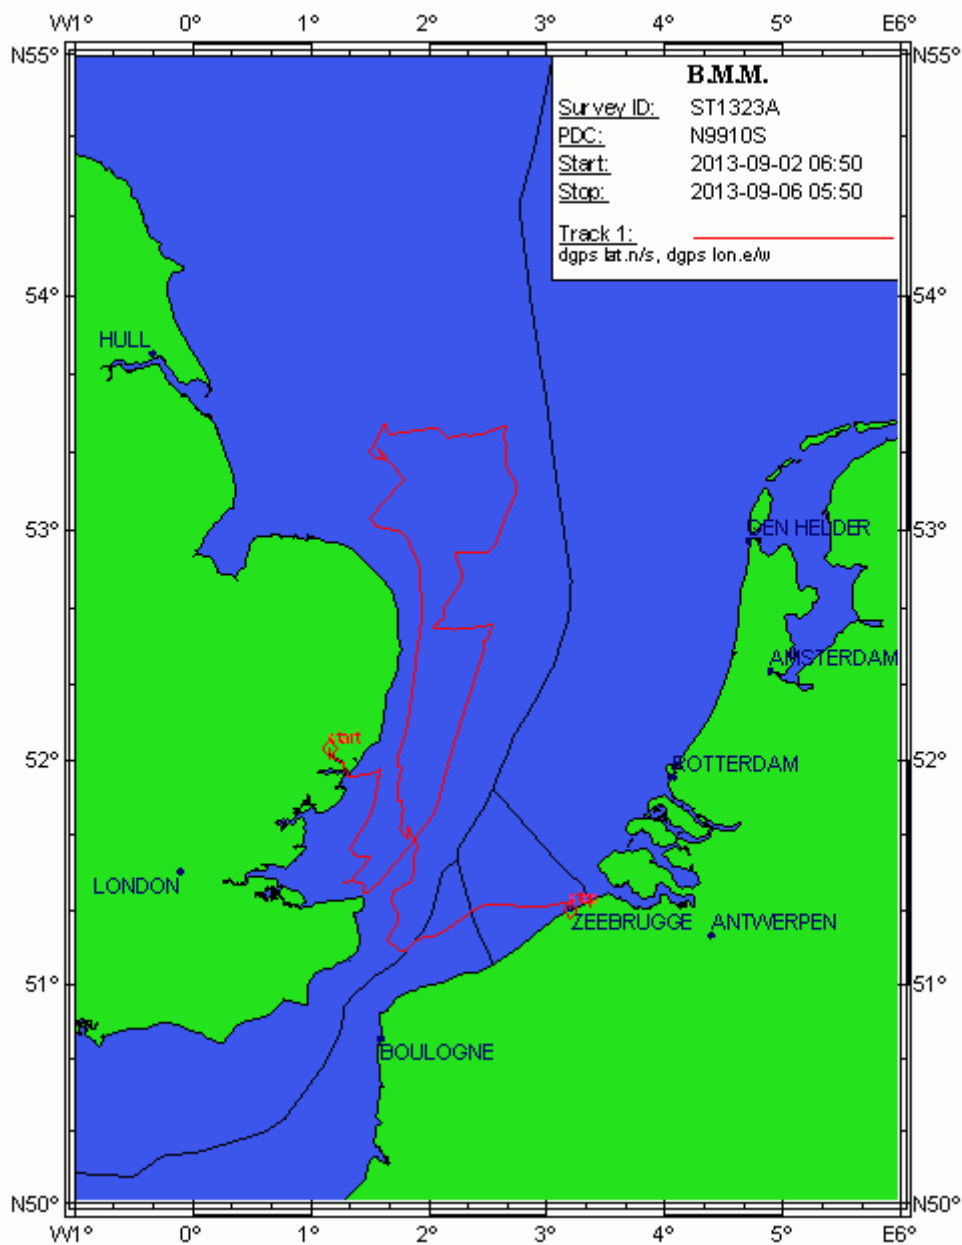 W1° 0° 1° 2° 3° 4° 5° E6°
N55° N55°
B.M.M.
Survey ID: ST1323A
PDC: N9910S
Start: 2013-09-02 06:50
Stop: 2013-09-06 05:50
Track 1:
dgps lat.n/s, dgps lon.e/w
54° 54°
HULL
53° 53°
DEN HELDER
AMSTERDAM
start
52° 52°
ROTTERDAM
LONDON
stop
ZEEBRUGGE ANTWERPEN
51° 51°
BOULOGNE
N50° N50°
W1° 0° 1° 2° 3° 4° 5° E6°